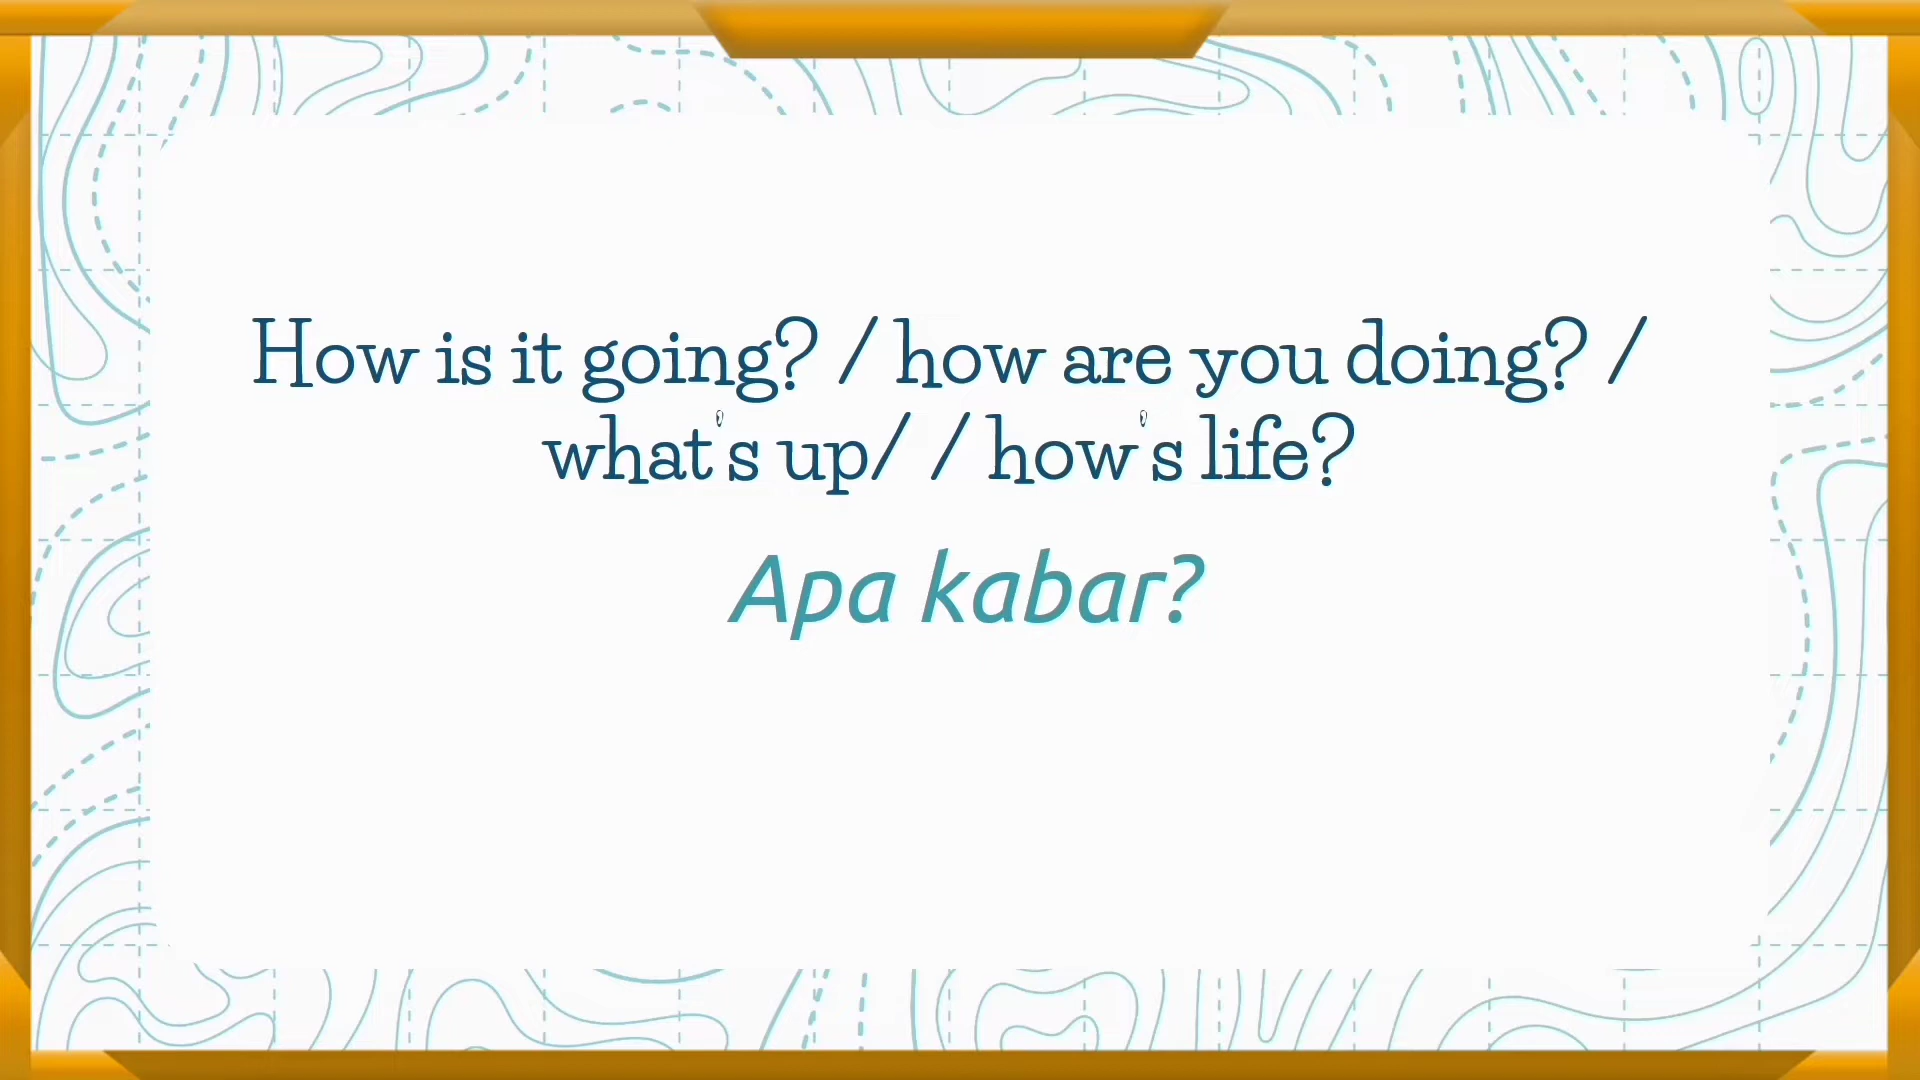 How is it going? / how are you doing? /
what's up/ / how's life?
Apa kabar?